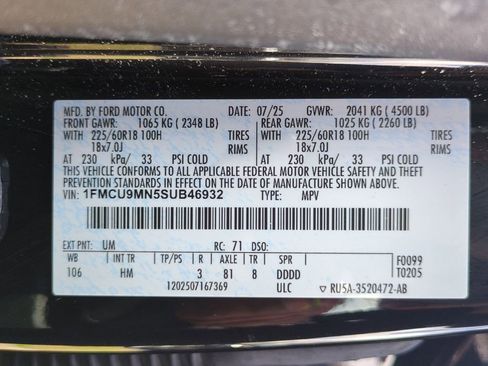 MFD. BY FORD MOTOR CO. DATE: 07/25 GVWR: 2041 KG ( 4500 LB)
FRONT GAWR: 1065 KG ( 2348 LB) REAR GAWR: 1025 KG ( 2260 LB)
WITH 225/60R18 100H TIRES WITH 225/60R18 100H TIRES
18x7.0J RIMS 18x7.0J RIMS
AT 230 kPa/ 33 PSI COLD AT 230 kPa/ 33 PSI COLD
THIS VEHICLE CONFORMS TO ALL APPLICABLE FEDERAL MOTOR VEHICLE SAFETY AND THEFT PREVENTION
STANDARDS IN EFFECT ON THE DATE OF MANUFACTURE SHOWN ABOVE.
VIN: 1FMCU9MN5SUB46932 TYPE: MPV
EXT PNT: UM RC: 71 DSO:
WB INT TR TP/PS R AXLE TR SPR F0099
106 HM 3 81 8 DDDD T0205
1202507167369 ULC ▽ RU5A-3520472-AB